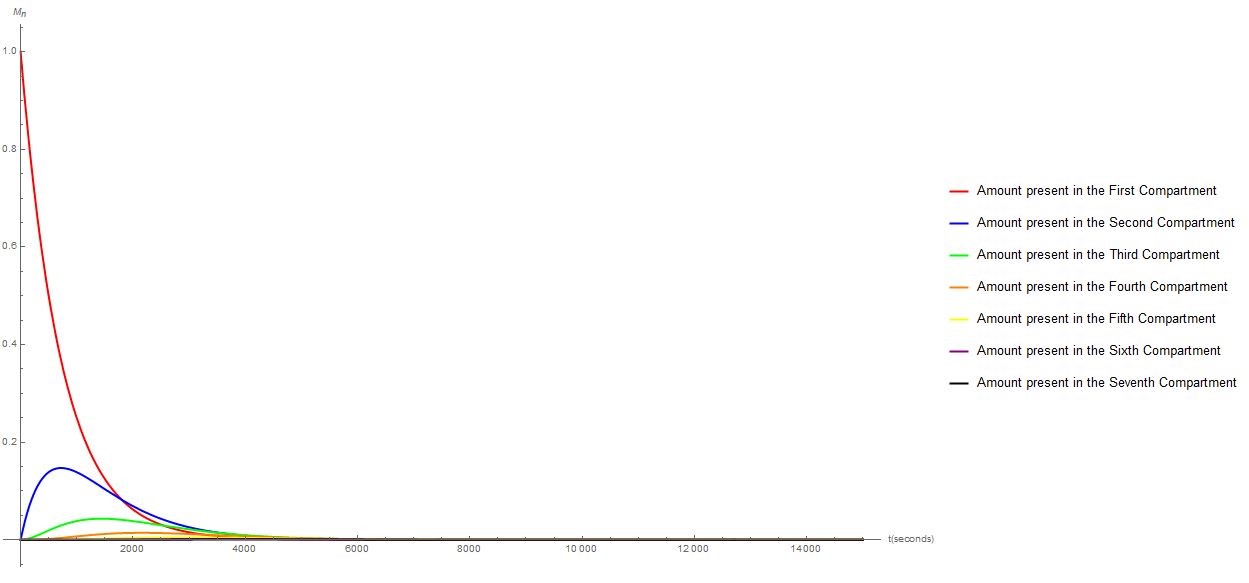 Mn
1.0
0.8
0.6
0.4
0.2
2000 4000 6000 8000 10 000 12 000 14 000 t(seconds)
Amount present in the First Compartment
Amount present in the Second Compartment
Amount present in the Third Compartment
Amount present in the Fourth Compartment
Amount present in the Fifth Compartment
Amount present in the Sixth Compartment
Amount present in the Seventh Compartment